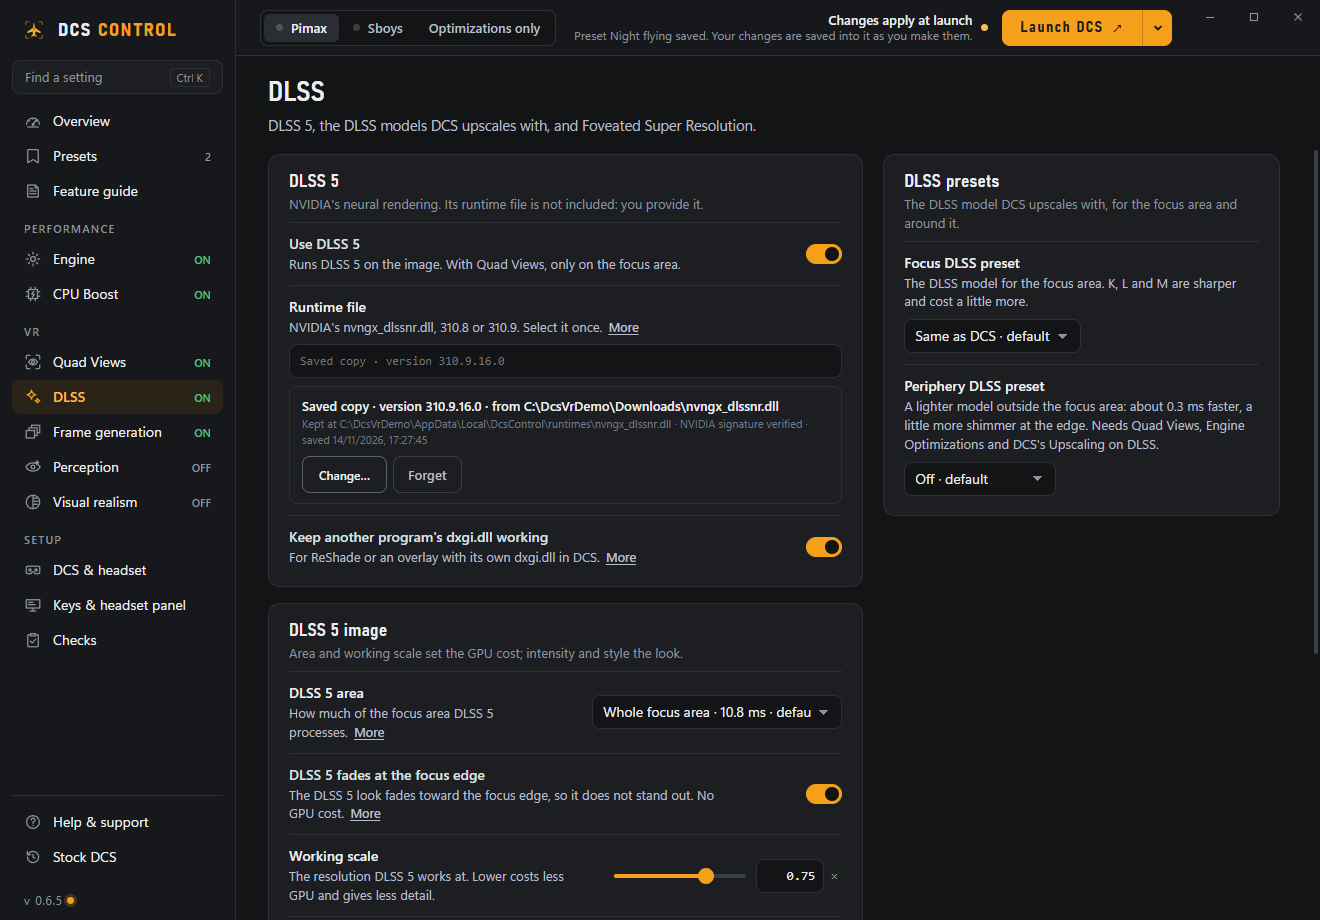 DCS CONTROL
Find a setting
Ctrl K
Overview
Presets
2
Feature guide
PERFORMANCE
Engine
ON
CPU Boost
ON
VR
Quad Views
ON
DLSS
ON
Frame generation
ON
Perception
OFF
Visual realism
OFF
SETUP
DCS & headset
Keys & headset panel
Checks
Help & support
Stock DCS
v 0.6.5
Pimax
Sboys
Optimizations only
Changes apply at launch
Preset Night flying saved. Your changes are saved into it as you make them.
Launch DCS ↗
DLSS
DLSS 5, the DLSS models DCS upscales with, and Foveated Super Resolution.
DLSS 5
NVIDIA's neural rendering. Its runtime file is not included: you provide it.
Use DLSS 5
Runs DLSS 5 on the image. With Quad Views, only on the focus area.
Runtime file
NVIDIA's nvngx_dlssnr.dll, 310.8 or 310.9. Select it once. More
Saved copy · version 310.9.16.0
Saved copy · version 310.9.16.0 · from C:\DcsVrDemo\Downloads\nvngx_dlssnr.dll
Kept at C:\DcsVrDemo\AppData\Local\DcsControl\runtimes\nvngx_dlssnr.dll · NVIDIA signature verified ·
saved 14/11/2026, 17:27:45
Change...
Forget
Keep another program's dxgi.dll working
For ReShade or an overlay with its own dxgi.dll in DCS. More
DLSS 5 image
Area and working scale set the GPU cost; intensity and style the look.
DLSS 5 area
How much of the focus area DLSS 5
processes. More
Whole focus area · 10.8 ms · defau
DLSS 5 fades at the focus edge
The DLSS 5 look fades toward the focus edge, so it does not stand out. No
GPU cost. More
Working scale
The resolution DLSS 5 works at. Lower costs less
GPU and gives less detail.
0.75
×
DLSS presets
The DLSS model DCS upscales with, for the focus area and
around it.
Focus DLSS preset
The DLSS model for the focus area. K, L and M are sharper
and cost a little more.
Same as DCS · default
Periphery DLSS preset
A lighter model outside the focus area: about 0.3 ms faster, a
little more shimmer at the edge. Needs Quad Views, Engine
Optimizations and DCS's Upscaling on DLSS.
Off · default